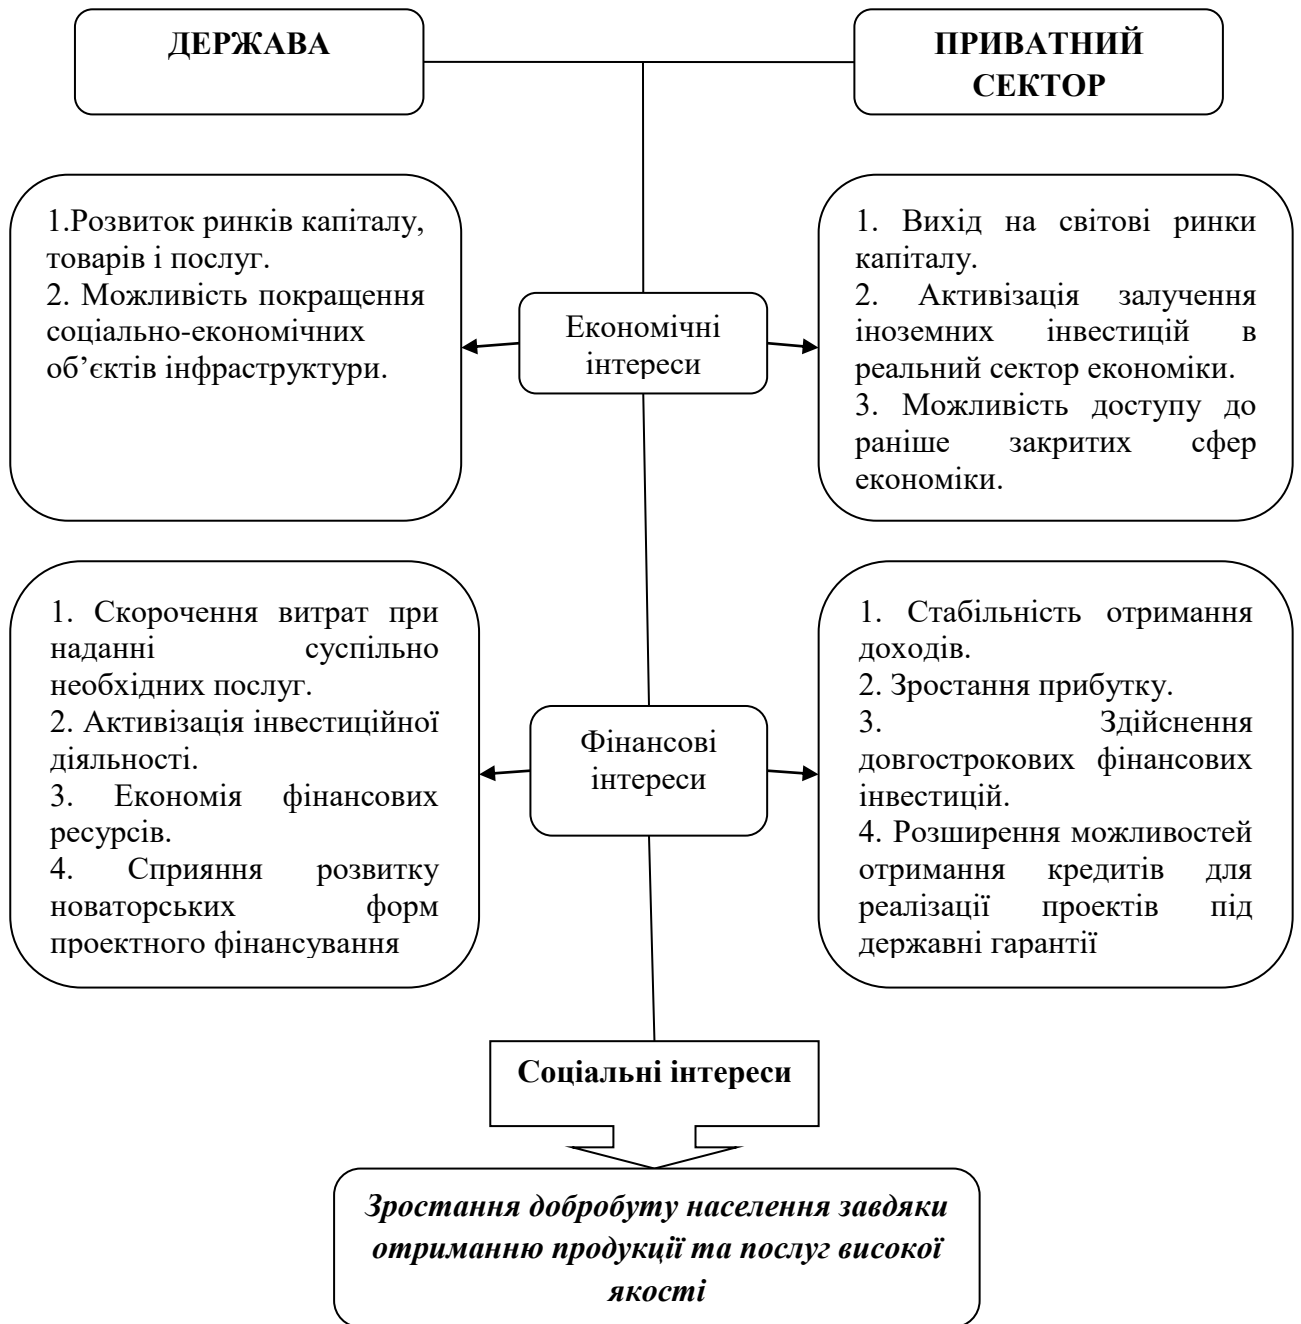 ДЕРЖАВА
ПРИВАТНИЙ
СЕКТОР
1.Розвиток ринків капіталу,
товарів і послуг.
2. Можливість покращення
соціально-економічних
об’єктів інфраструктури.
Економічні
інтереси
1. Вихід на світові ринки
капіталу.
2. Активізація залучення
іноземних інвестицій в
реальний сектор економіки.
3. Можливість доступу до
раніше закритих сфер
економіки.
1. Скорочення витрат при
наданні суспільно
необхідних послуг.
2. Активізація інвестиційної
діяльності.
3. Економія фінансових
ресурсів.
4. Сприяння розвитку
новаторських форм
проектного фінансування
Фінансові
інтереси
1. Стабільність отримання
доходів.
2. Зростання прибутку.
3. Здійснення
довгострокових фінансових
інвестицій.
4. Розширення можливостей
отримання кредитів для
реалізації проектів під
державні гарантії
Соціальні інтереси
Зростання добробуту населення завдяки
отриманню продукції та послуг високої
якості